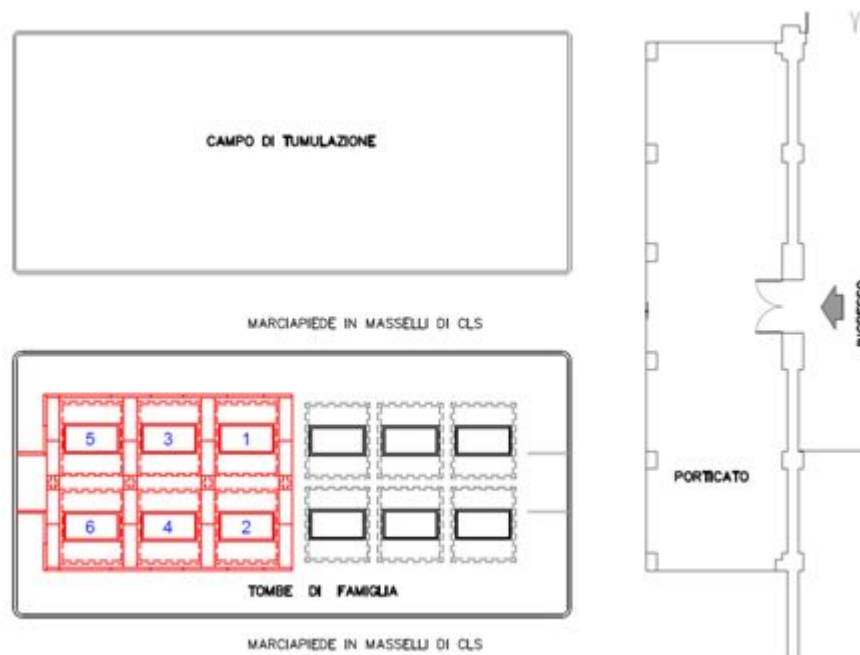 CAMPO DI TUMULAZIONE
MARCIAPIEDE IN MASSELLI DI CLS
5 3 1
6 4 2
TOMBE DI FAMIGLIA
MARCIAPIEDE IN MASSELLI DI CLS
PORTICATO
INGRESSO